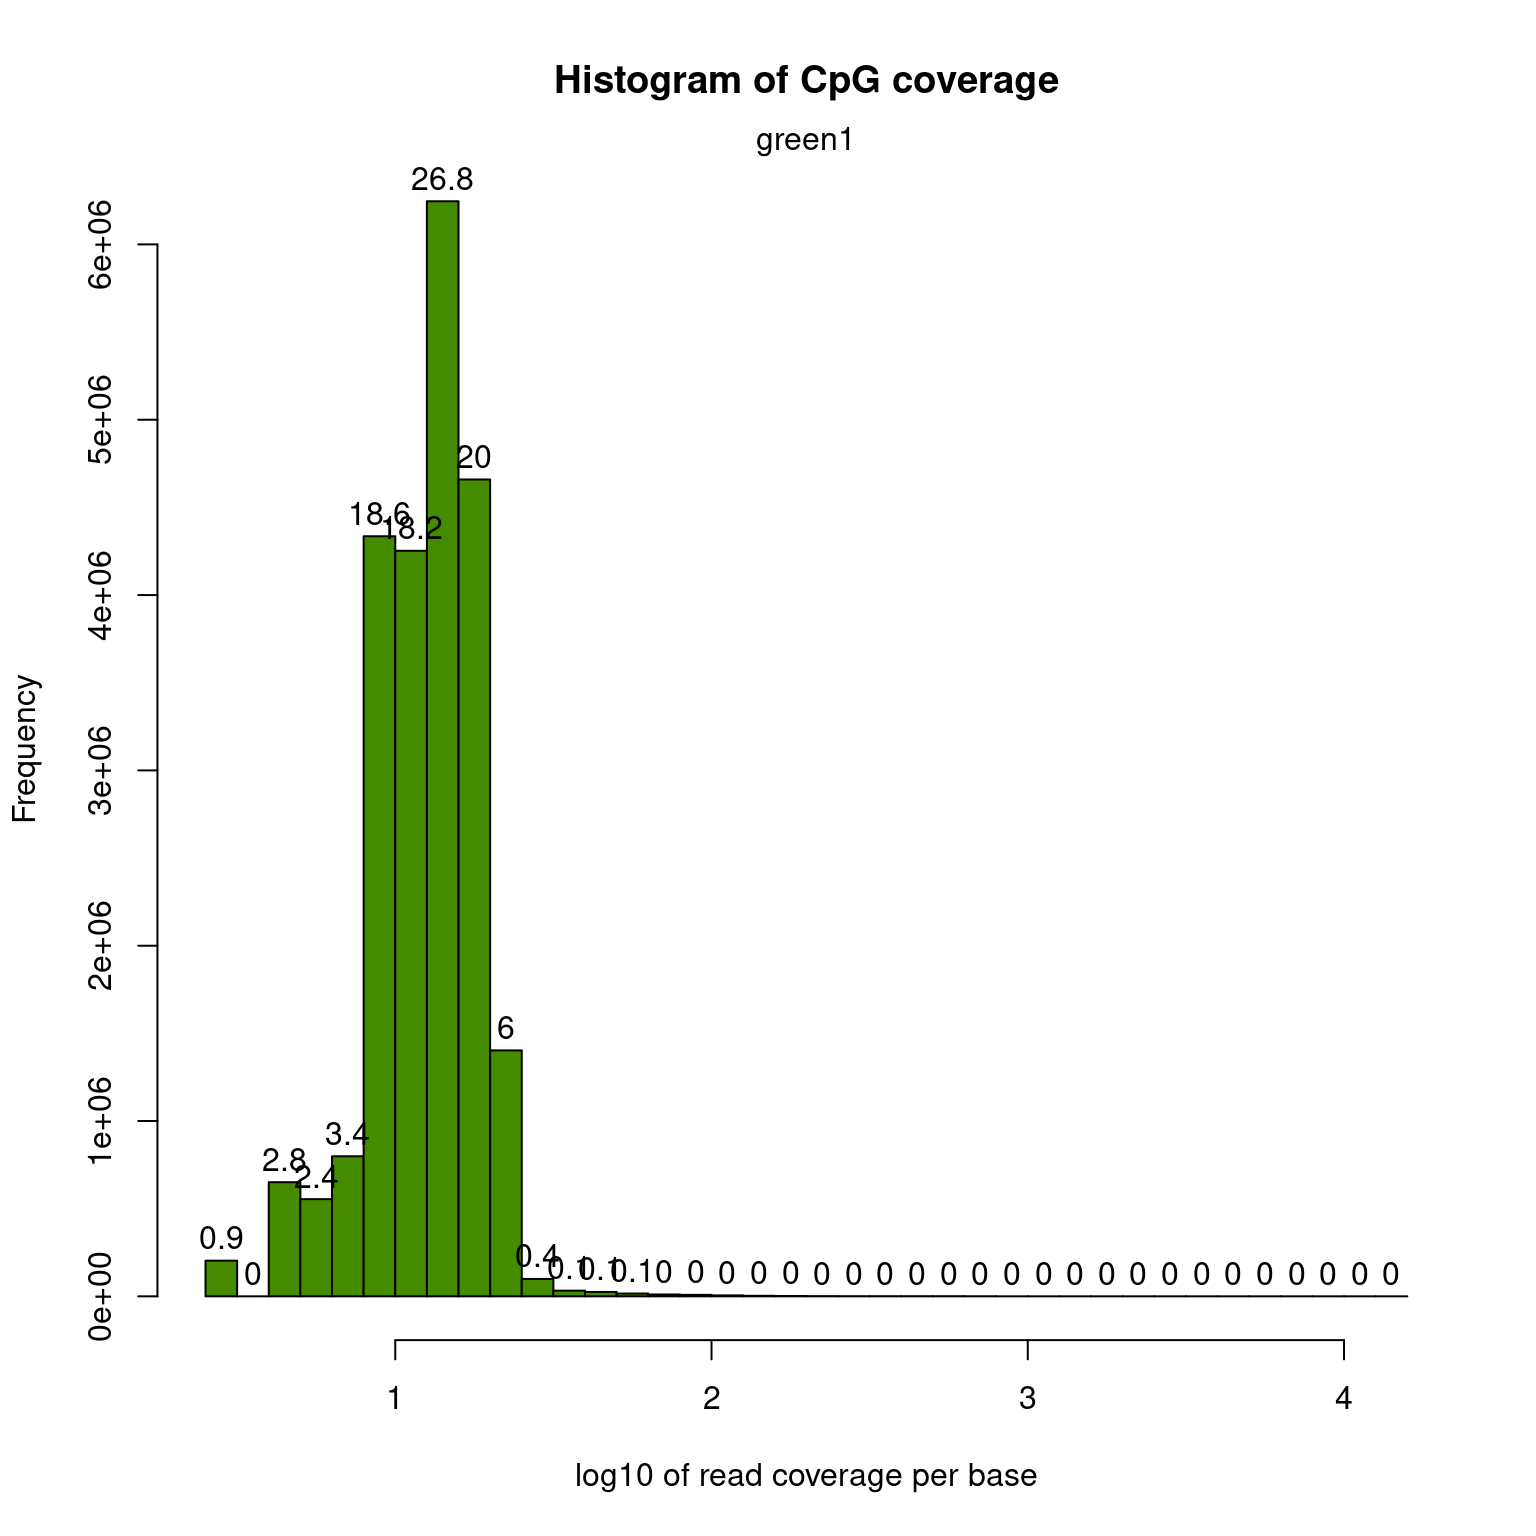 Histogram of CpG coverage
green1
Frequency
6e+06
5e+06
4e+06
3e+06
2e+06
1e+06
0e+00
0.9
0
2.8
2.4
3.4
18.6
18.2
26.8
20
6
0.4
0.1
0.1
0.1
0 0 0 0 0 0 0 0 0 0 0 0 0 0 0 0 0 0 0 0 0 0 0 0
1 2 3 4
log10 of read coverage per base